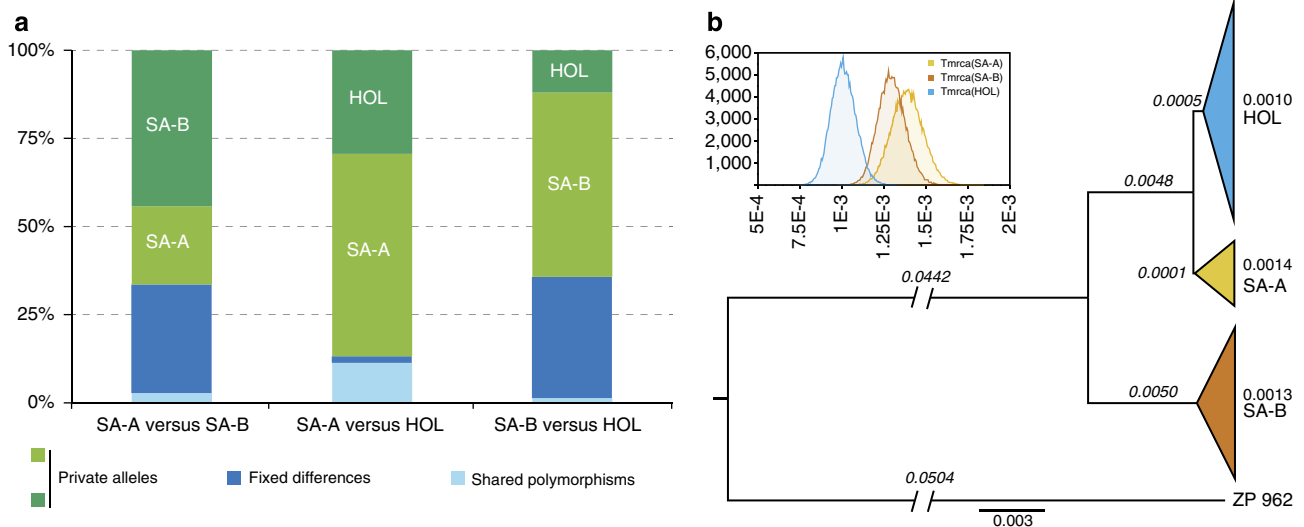 a
100%
75%
50%
25%
0%
SA-B
SA-A
HOL
SA-A
HOL
SA-B
SA-A versus SA-B
SA-A versus HOL
SA-B versus HOL
Private alleles
Fixed differences
Shared polymorphisms
b
6,000
5,000
4,000
3,000
2,000
1,000
Tmrca(SA-A)
Tmrca(SA-B)
Tmrca(HOL)
5E-4
7.5E-4
1E-3
1.25E-3
1.5E-3
1.75E-3
2E-3
0.0005
0.0010
HOL
0.0048
0.0001
0.0014
SA-A
0.0442
0.0050
0.0013
SA-B
0.0504
ZP 962
0.003